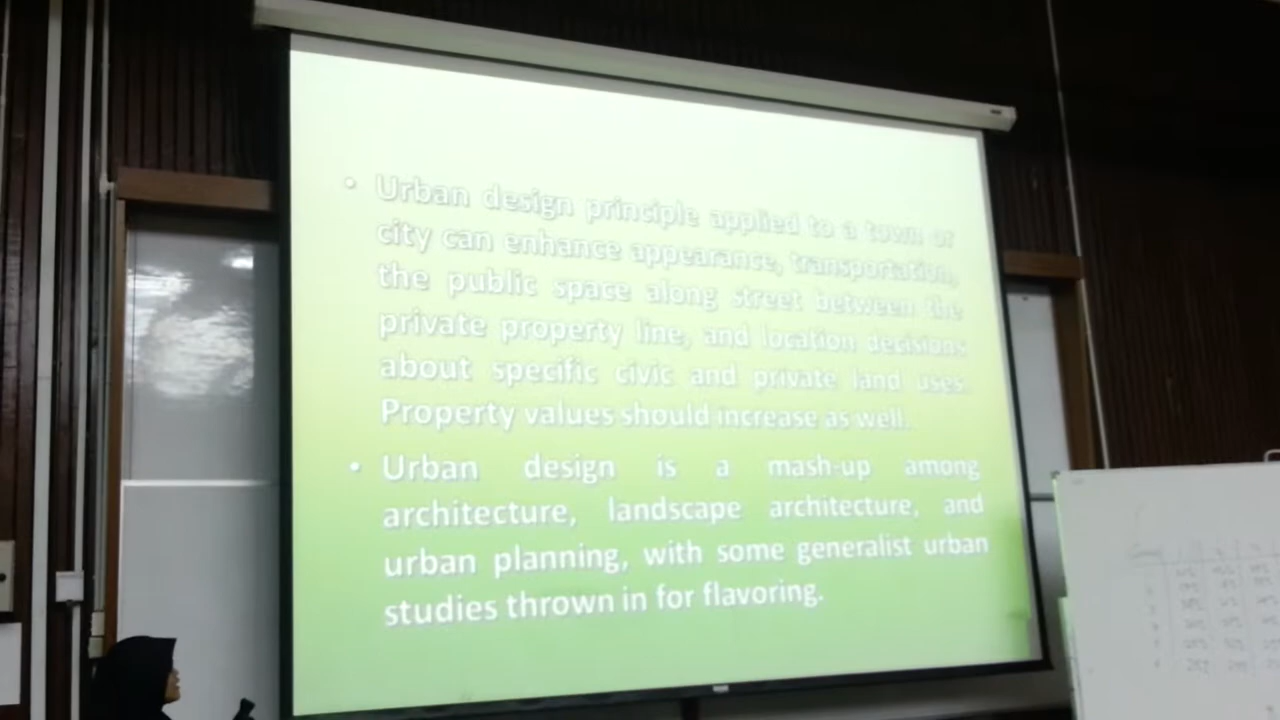 • Urban design principle applied to a town or
city can enhance appearance, transportation,
the public space along street between the
private property line, and location decisions
about specific civic and private land uses.
Property values should increase as well.
• Urban design is a mash-up among
architecture, landscape architecture, and
urban planning, with some generalist urban
studies thrown in for flavoring.